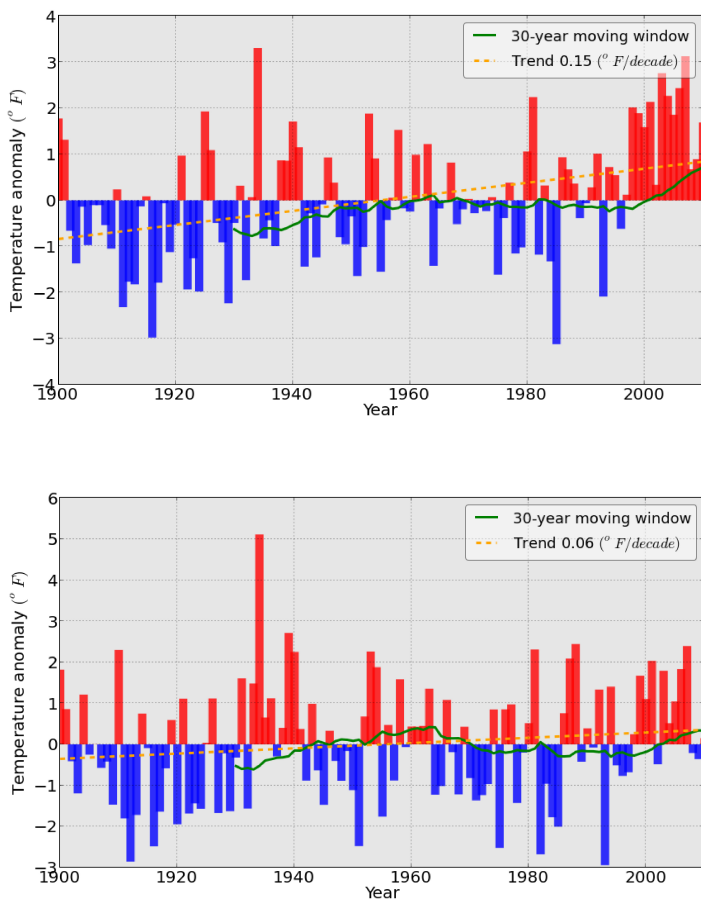 4
3
2
1
0
−1
−2
−3
−4
Temperature anomaly (° F)
30-year moving window
Trend 0.15 (° F/decade)
1900 1920 1940 1960 1980 2000
Year
6
5
4
3
2
1
0
−1
−2
−3
Temperature anomaly (° F)
30-year moving window
Trend 0.06 (° F/decade)
1900 1920 1940 1960 1980 2000
Year